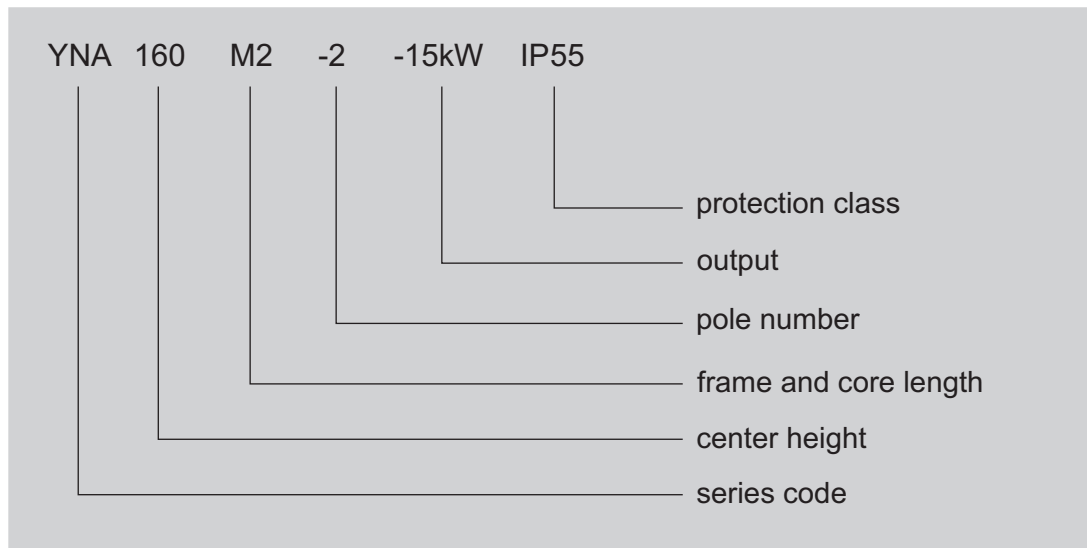 YNA 160 M2 -2 -15kW IP55
protection class
output
pole number
frame and core length
center height
series code